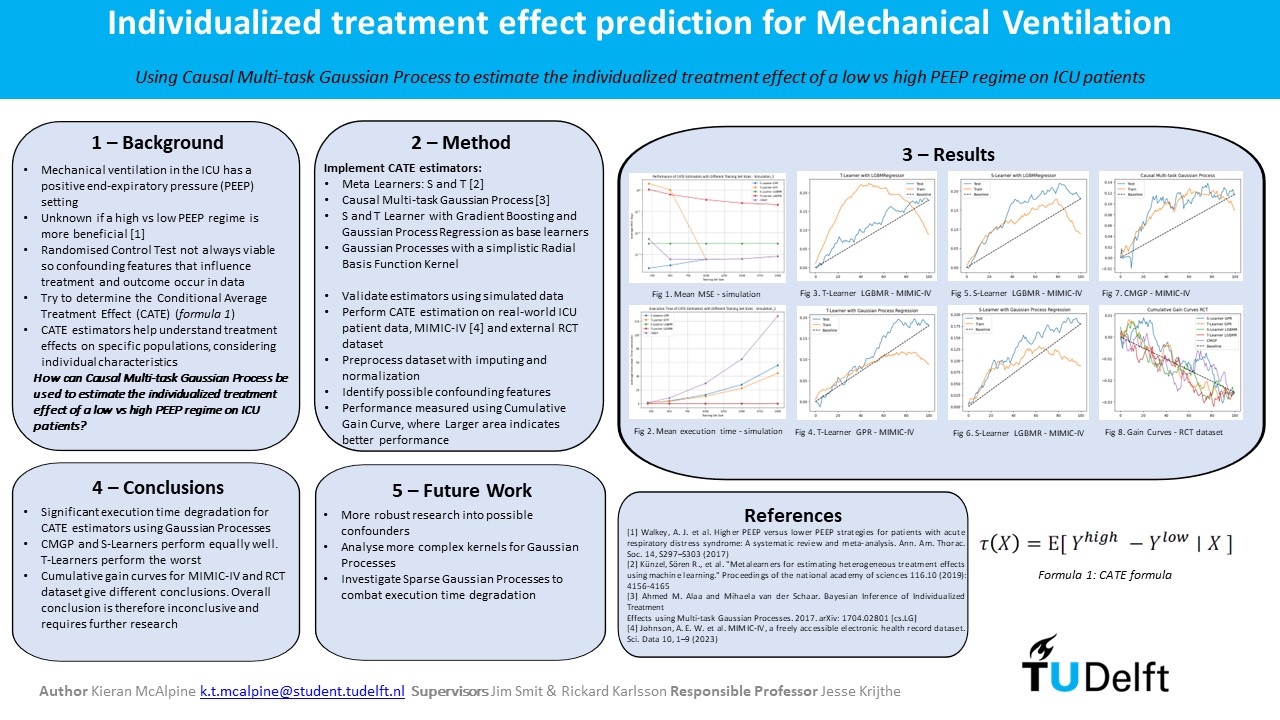 Individualized treatment effect prediction for Mechanical Ventilation
Using Causal Multi-task Gaussian Process to estimate the individualized treatment effect of a low vs high PEEP regime on ICU patients
1 – Background
• Mechanical ventilation in the ICU has a
positive end-expiratory pressure (PEEP)
setting
• Unknown if a high vs low PEEP regime is
more beneficial [1]
• Randomised Control Test not always viable
so confounding features that influence
treatment and outcome occur in data
• Try to determine the Conditional Average
Treatment Effect (CATE) (formula 1)
• CATE estimators help understand treatment
effects on specific populations, considering
individual characteristics
How can Causal Multi-task Gaussian Process be
used to estimate the individualized treatment
effect of a low vs high PEEP regime on ICU
patients?
2 – Method
Implement CATE estimators:
• Meta Learners: S and T [2]
• Causal Multi-task Gaussian Process [3]
• S and T Learner with Gradient Boosting and
Gaussian Process Regression as base learners
• Gaussian Processes with a simplistic Radial
Basis Function Kernel
• Validate estimators using simulated data
• Perform CATE estimation on real-world ICU
patient data, MIMIC-IV [4] and external RCT
dataset
• Preprocess dataset with imputing and
normalization
• Identify possible confounding features
• Performance measured using Cumulative
Gain Curve, where Larger area indicates
better performance
3 – Results
T-Learner with LGBMRegressor
S-Learner with LGBMRegressor
Causal Multi-task Gaussian Process
Test
Train
Baseline
Fig 1. Mean MSE - simulation
Fig 3. T-Learner LGBMR - MIMIC-IV
Fig 5. S-Learner LGBMR - MIMIC-IV
Fig 7. CMGP - MIMIC-IV
T-Learner with Gaussian Process Regression
S-Learner with Gaussian Process Regression
Cumulative Gain Curves RCT
Fig 2. Mean execution time - simulation
Fig 4. T-Learner GPR - MIMIC-IV
Fig 6. S-Learner LGBMR - MIMIC-IV
Fig 8. Gain Curves - RCT dataset
4 – Conclusions
• Significant execution time degradation for
CATE estimators using Gaussian Processes
• CMGP and S-Learners perform equally well.
T-Learners perform the worst
• Cumulative gain curves for MIMIC-IV and RCT
dataset give different conclusions. Overall
conclusion is therefore inconclusive and
requires further research
5 – Future Work
• More robust research into possible
confounders
• Analyse more complex kernels for Gaussian
Processes
• Investigate Sparse Gaussian Processes to
combat execution time degradation
References
[1] Walkey, A. J. et al. Higher PEEP versus lower PEEP strategies for patients with acute
respiratory distress syndrome: A systematic review and meta-analysis. Ann. Am. Thorac.
Soc. 14, S297–S303 (2017)
[2] Künzel, Sören R., et al. "Metalearners for estimating heterogeneous treatment effects
using machine learning." Proceedings of the national academy of sciences 116.10 (2019):
4156-4165
[3] Ahmed M. Alaa and Mihaela van der Schaar. Bayesian Inference of Individualized
Treatment
Effects using Multi-task Gaussian Processes. 2017. arXiv: 1704.02801 [cs.LG]
[4] Johnson, A. E. W. et al. MIMIC-IV, a freely accessible electronic health record dataset.
Sci. Data 10, 1–9 (2023)
τ(X) = E[ Y^high − Y^low | X ]
Formula 1: CATE formula
TU Delft
Author Kieran McAlpine k.t.mcalpine@student.tudelft.nl Supervisors Jim Smit & Rickard Karlsson Responsible Professor Jesse Krijthe